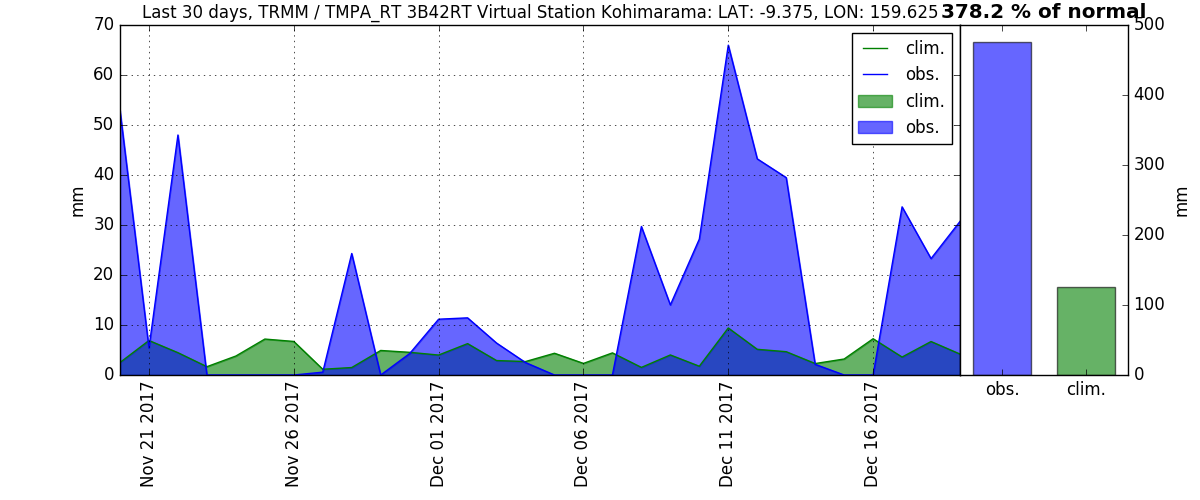 Last 30 days, TRMM / TMPA_RT 3B42RT Virtual Station Kohimarama: LAT: -9.375, LON: 159.625
378.2 % of normal
70
60
50
40
30
20
10
0
mm
clim.
obs.
clim.
obs.
Nov 21 2017
Nov 26 2017
Dec 01 2017
Dec 06 2017
Dec 11 2017
Dec 16 2017
500
400
300
200
100
0
mm
obs.
clim.